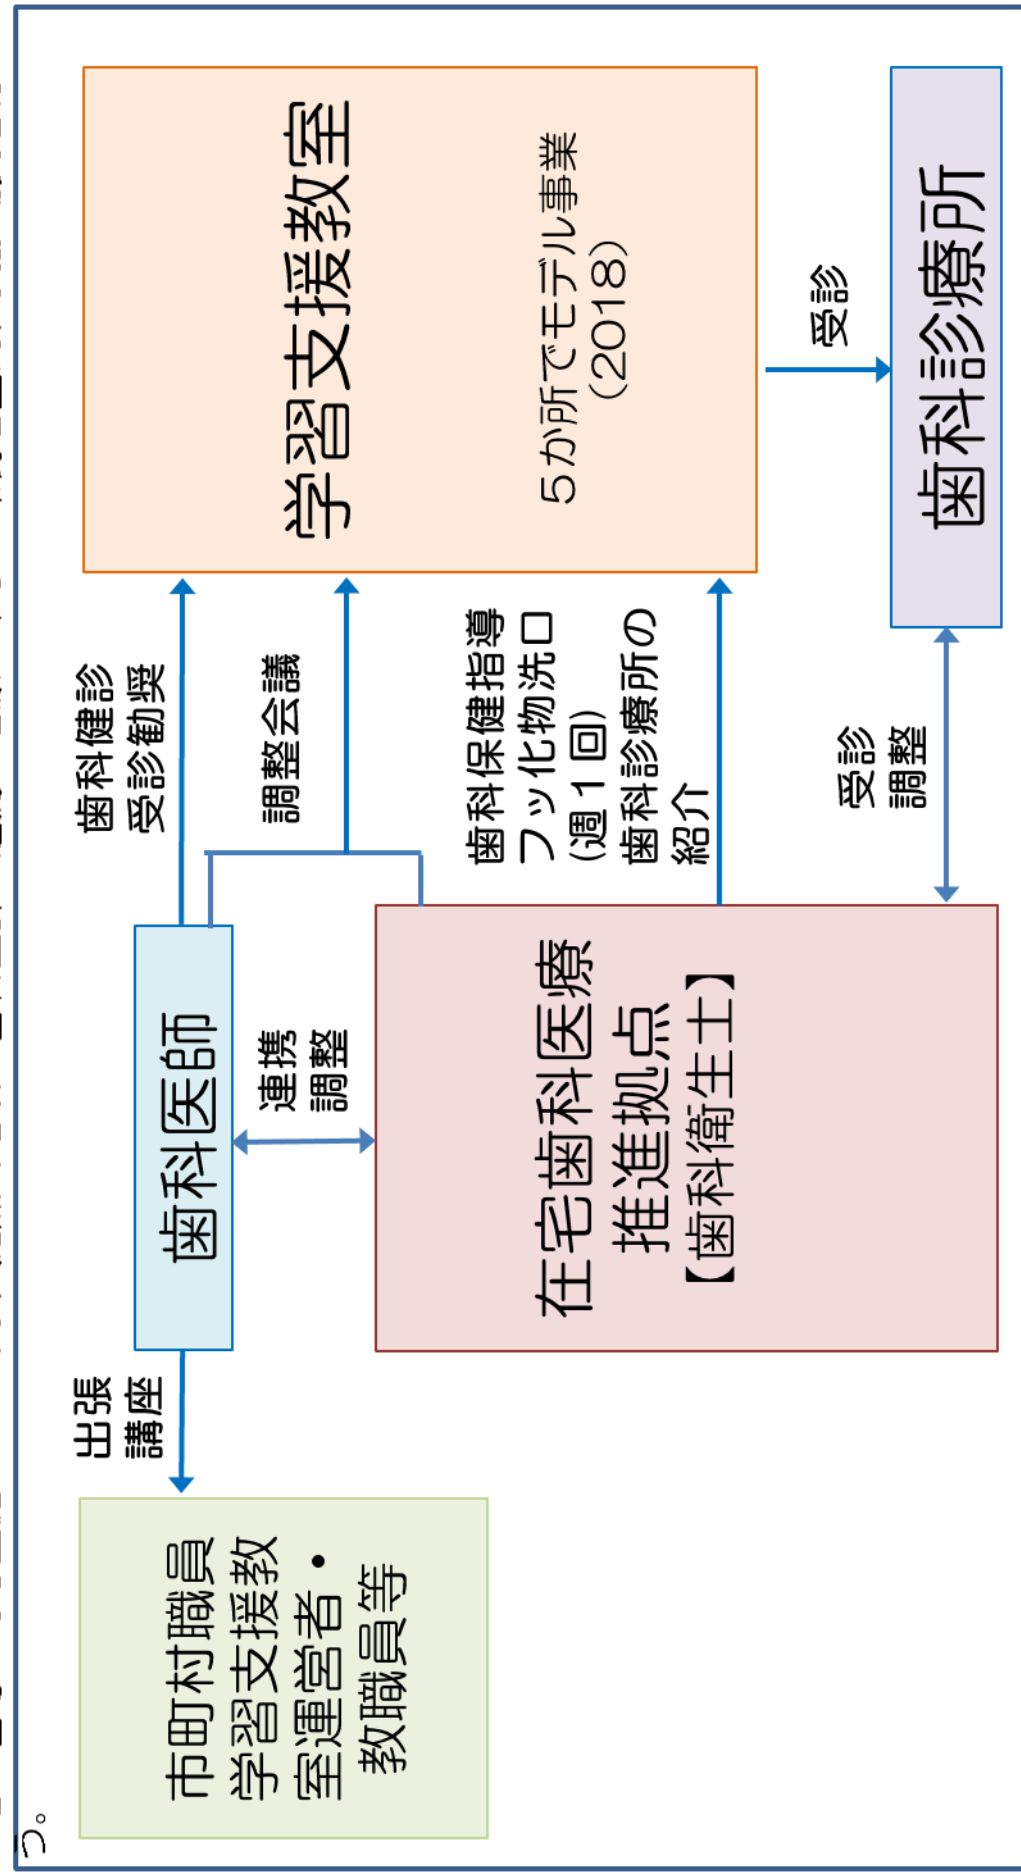 う。
市町村職員
学習支援教
室運営者・
教職員等
出張
講座
歯科医師
連携
調整
在宅歯科医療
推進拠点
【歯科衛生士】
歯科健診
受診勧奨
調整会議
歯科保健指導
フッ化物洗口
(週１回)
歯科診療所の
紹介
学習支援教室
５か所でモデル事業
（2018）
受診
受診
調整
歯科診療所